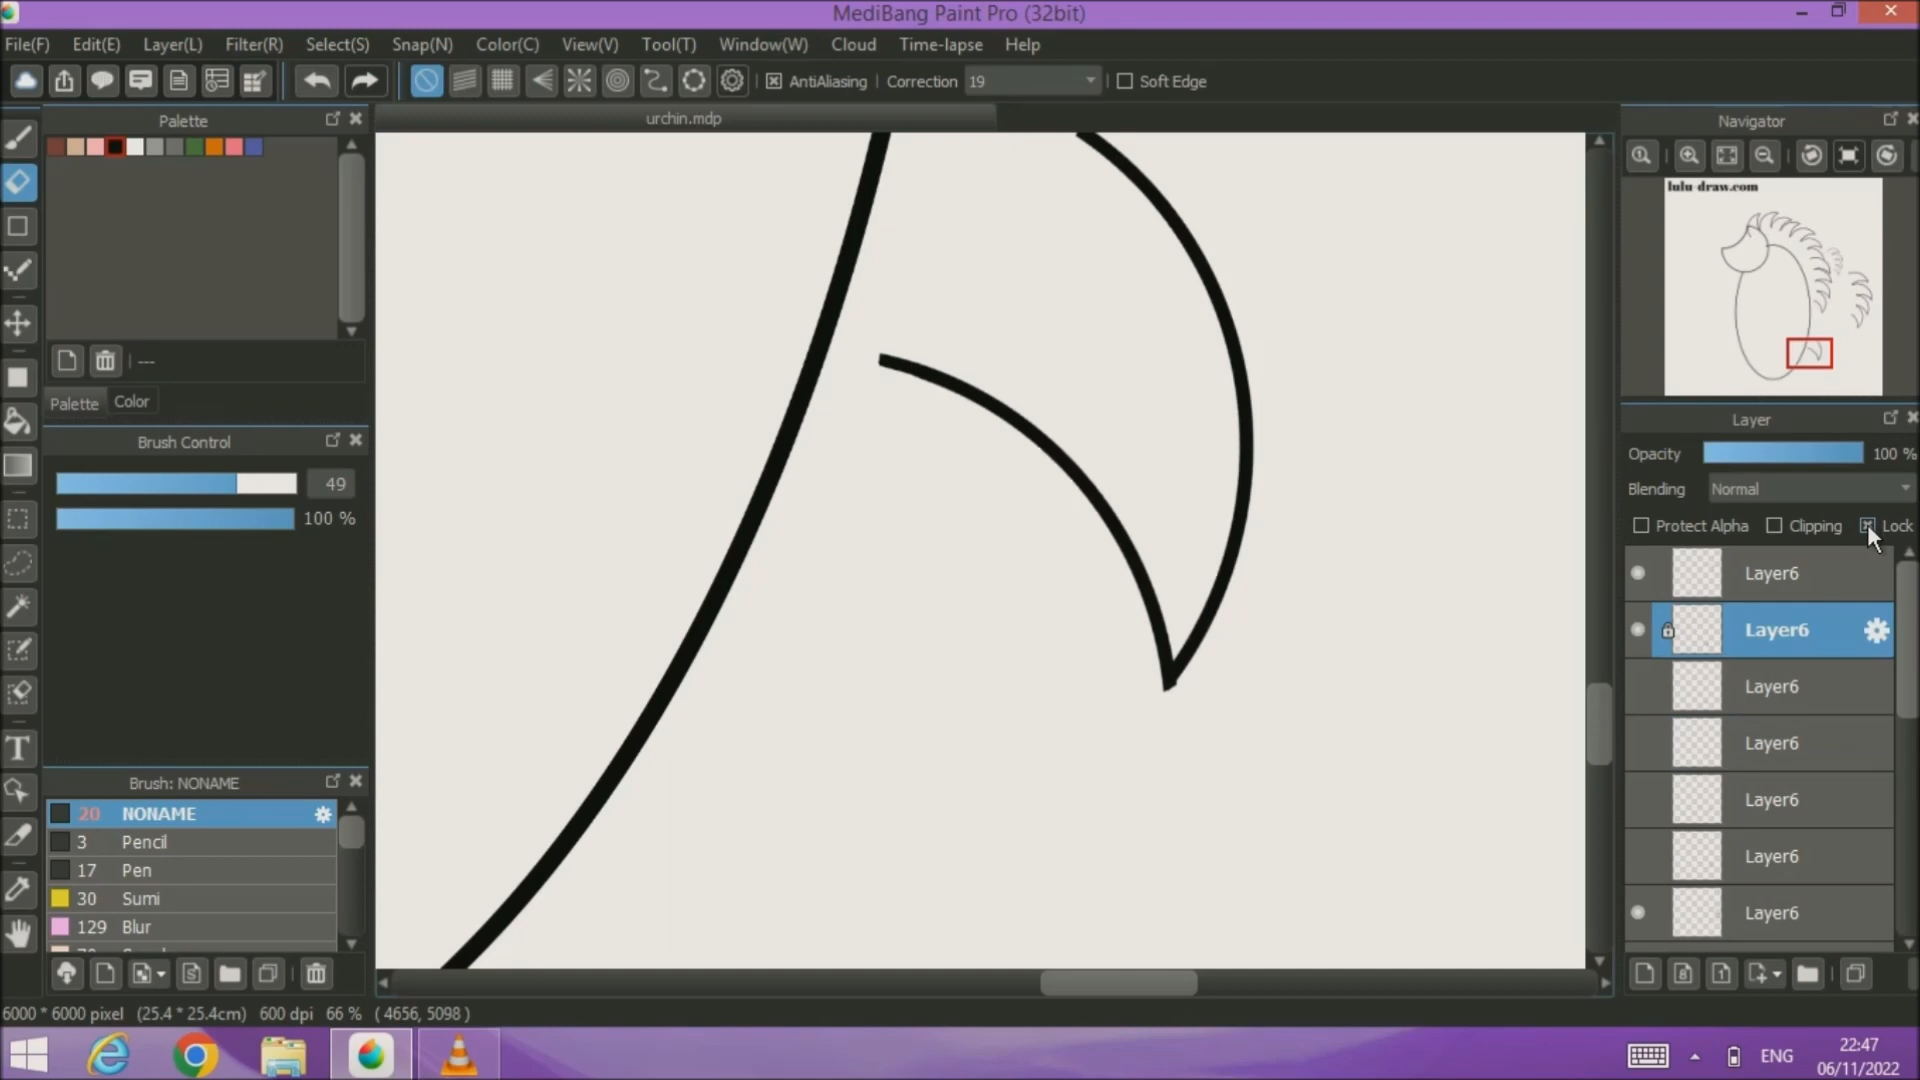 MediBang Paint Pro (32bit)
File(F) Edit(E) Layer(L) Filter(R) Select(S) Snap(N) Color(C) View(V) Tool(T) Window(W) Cloud Time-lapse Help
AntiAliasing Correction 19 Soft Edge
Palette
urchin.mdp
Navigator
lulu-draw.com
---
Palette Color
Brush Control
49
100 %
Layer
Opacity 100 %
Blending Normal
Protect Alpha Clipping Lock
Layer6
Layer6
Layer6
Layer6
Layer6
Layer6
Layer6
Brush: NONAME
20 NONAME
3 Pencil
17 Pen
30 Sumi
129 Blur
6000 * 6000 pixel (25.4 * 25.4cm) 600 dpi 66 % ( 4656, 5098 )
ENG
22:47
06/11/2022